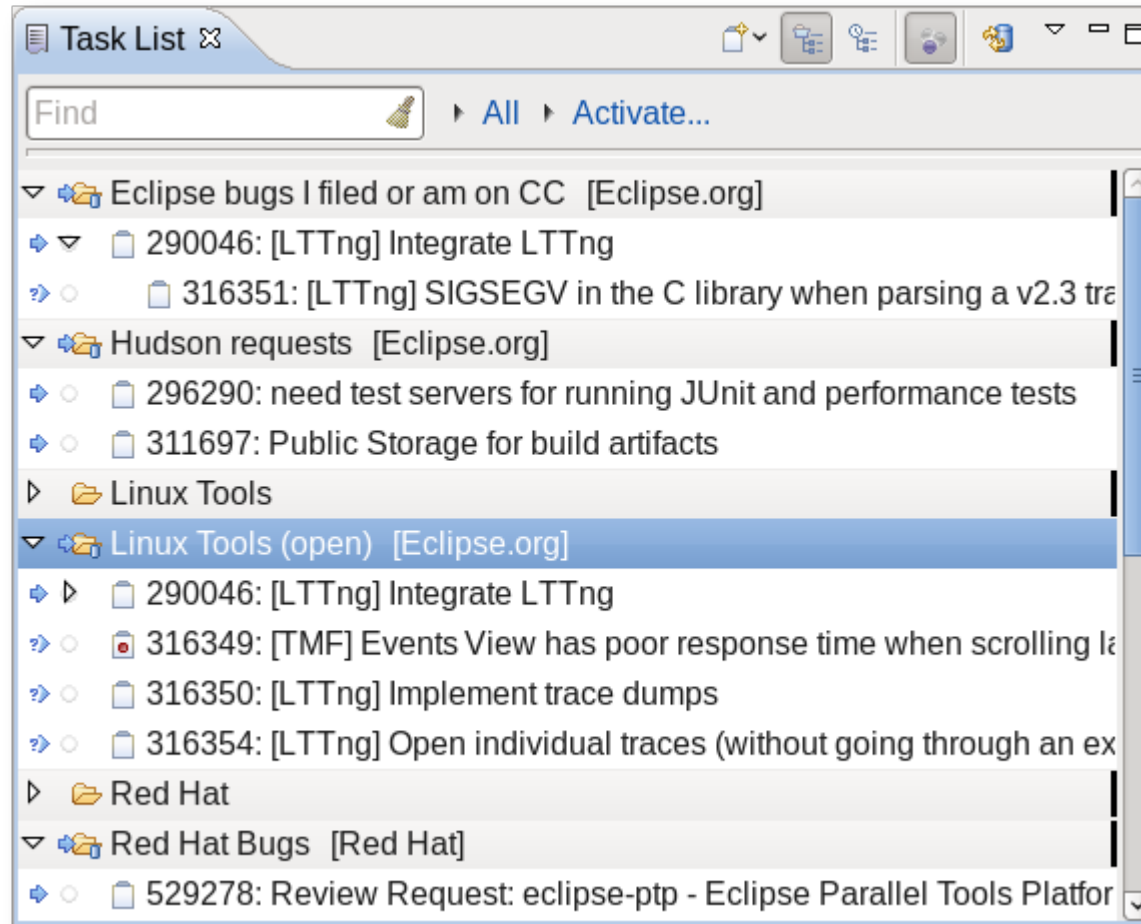 Task List
Find All Activate...
Eclipse bugs I filed or am on CC [Eclipse.org]
290046: [LTTng] Integrate LTTng
316351: [LTTng] SIGSEGV in the C library when parsing a v2.3
Hudson requests [Eclipse.org]
296290: need test servers for running JUnit and performance tests
311697: Public Storage for build artifacts
Linux Tools
Linux Tools (open) [Eclipse.org]
290046: [LTTng] Integrate LTTng
316349: [TMF] Events View has poor response time when scrolling
316350: [LTTng] Implement trace dumps
316354: [LTTng] Open individual traces (without going through an ex
Red Hat
Red Hat Bugs [Red Hat]
529278: Review Request: eclipse-ptp - Eclipse Parallel Tools Platfor